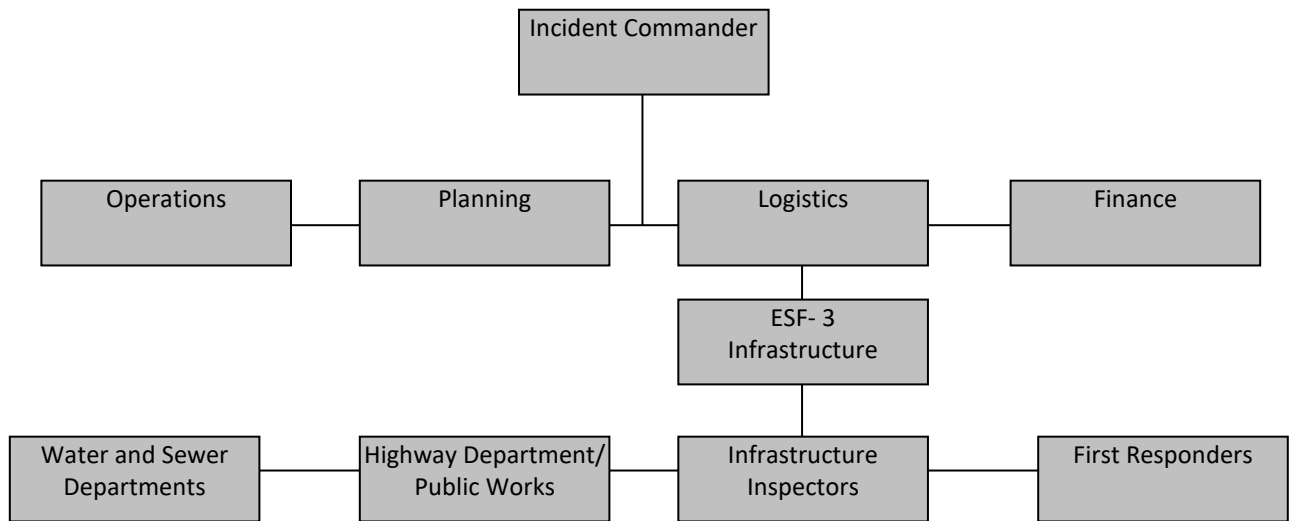 Incident Commander
Operations
Planning
Logistics
Finance
ESF- 3
Infrastructure
Water and Sewer
Departments
Highway Department/
Public Works
Infrastructure
Inspectors
First Responders